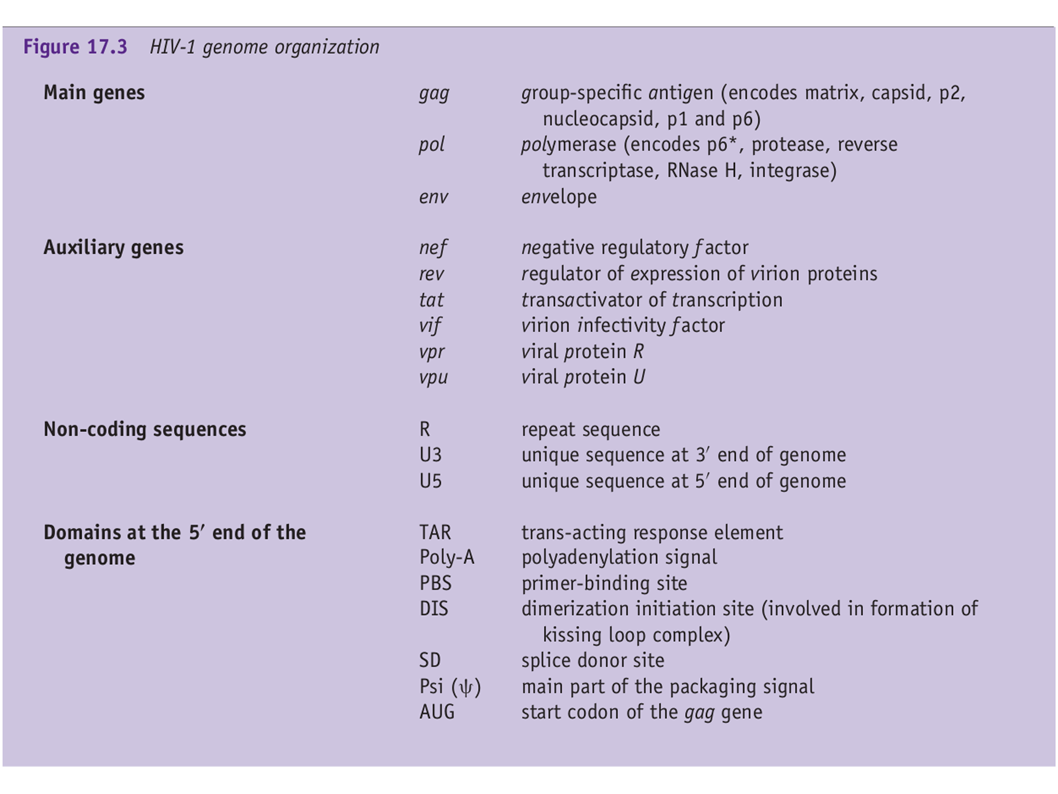 Figure 17.3 HIV-1 genome organization
Main genes gag group-specific antigen (encodes matrix, capsid, p2,
nucleocapsid, p1 and p6)
pol polymerase (encodes p6*, protease, reverse
transcriptase, RNase H, integrase)
env envelope
Auxiliary genes nef negative regulatory factor
rev regulator of expression of virion proteins
tat transactivator of transcription
vif virion infectivity factor
vpr viral protein R
vpu viral protein U
Non-coding sequences R repeat sequence
U3 unique sequence at 3′ end of genome
U5 unique sequence at 5′ end of genome
Domains at the 5′ end of the TAR trans-acting response element
genome Poly-A polyadenylation signal
PBS primer-binding site
DIS dimerization initiation site (involved in formation of
kissing loop complex)
SD splice donor site
Psi (ψ) main part of the packaging signal
AUG start codon of the gag gene